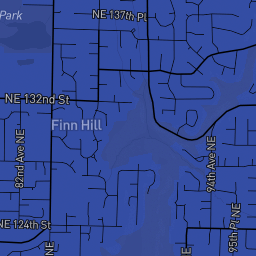 Park
NE 137th Pl
NE 132nd St
Finn Hill
82nd Ave NE
94th Ave NE
NE 124th St
95th Pl NE
NE
E